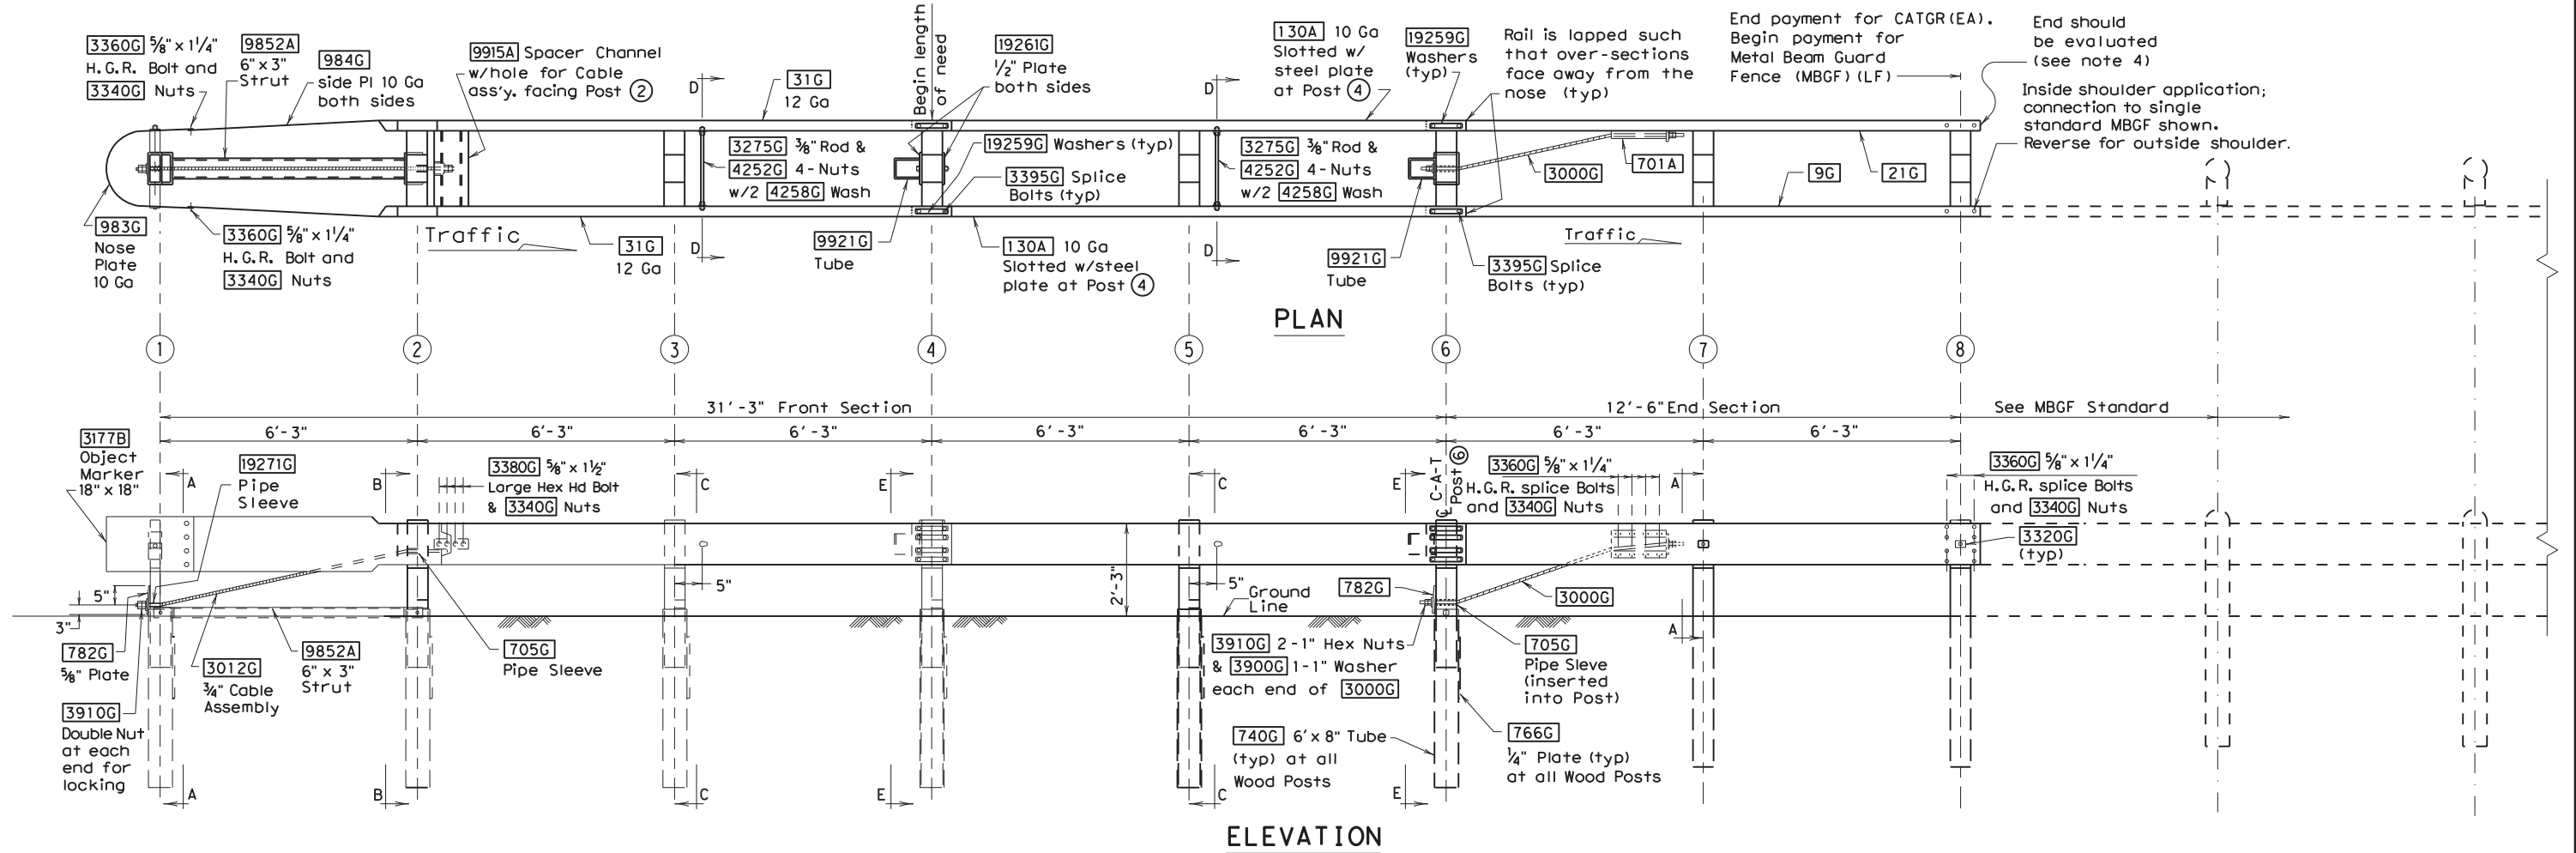 3360G 5/8" x 1 1/4"
H.G.R. Bolt and
3340G Nuts
9852A
6" x 3"
Strut
984G
side Pl 10 Ga
both sides
9915A Spacer Channel
w/hole for Cable
ass'y. facing Post 2
D
31G
12 Ga
Begin length
of need
19261G
1/2" Plate
both sides
D
130A 10 Ga
Slotted w/
steel plate
at Post 4
19259G
Washers
(typ)
Rail is lapped such
that over-sections
face away from the
nose (typ)
End payment for CATGR(EA).
Begin payment for
Metal Beam Guard
Fence (MBGF)(LF)
End should
be evaluated
(see note 4)
Inside shoulder application;
connection to single
standard MBGF shown.
Reverse for outside shoulder.
3275G 3/8" Rod &
4252G 4-Nuts
w/2 4258G Wash
19259G Washers (typ)
3395G Splice
Bolts (typ)
3275G 3/8" Rod &
4252G 4-Nuts
w/2 4258G Wash
3000G
701A
9G
21G
983G
Nose
Plate
10 Ga
3360G 5/8" x 1 1/4"
H.G.R. Bolt and
3340G Nuts
Traffic
31G
12 Ga
D
9921G
Tube
130A 10 Ga
Slotted w/steel
plate at Post 4
D
9921G
Tube
3395G Splice
Bolts (typ)
Traffic
PLAN
1
2
3
4
5
6
7
8
31'-3" Front Section
12'-6" End Section
See MBGF Standard
6'-3"
6'-3"
6'-3"
6'-3"
6'-3"
6'-3"
6'-3"
3177B
Object
Marker
18" x 18"
19271G
Pipe
Sleeve
A
B
3380G 5/8" x 1 1/2"
Large Hex Hd Bolt
& 3340G Nuts
C
E
C
E
℄ C-A-T
Post 6
3360G 5/8" x 1 1/4"
H.G.R. splice Bolts
and 3340G Nuts
A
3360G 5/8" x 1 1/4"
H.G.R. splice Bolts
and 3340G Nuts
3320G
(typ)
5"
3"
5"
2'-3"
5"
Ground
Line
782G
3000G
A
782G
5/8" Plate
3012G
3/4" Cable
Assembly
9852A
6" x 3"
Strut
705G
Pipe Sleeve
3910G 2-1" Hex Nuts
& 3900G 1-1" Washer
each end of 3000G
705G
Pipe Sleve
(inserted
into Post)
3910G
Double Nut
at each
end for
locking
740G 6' x 8" Tube
(typ) at all
Wood Posts
766G
1/4" Plate (typ)
at all Wood Posts
A
B
C
E
C
E
ELEVATION